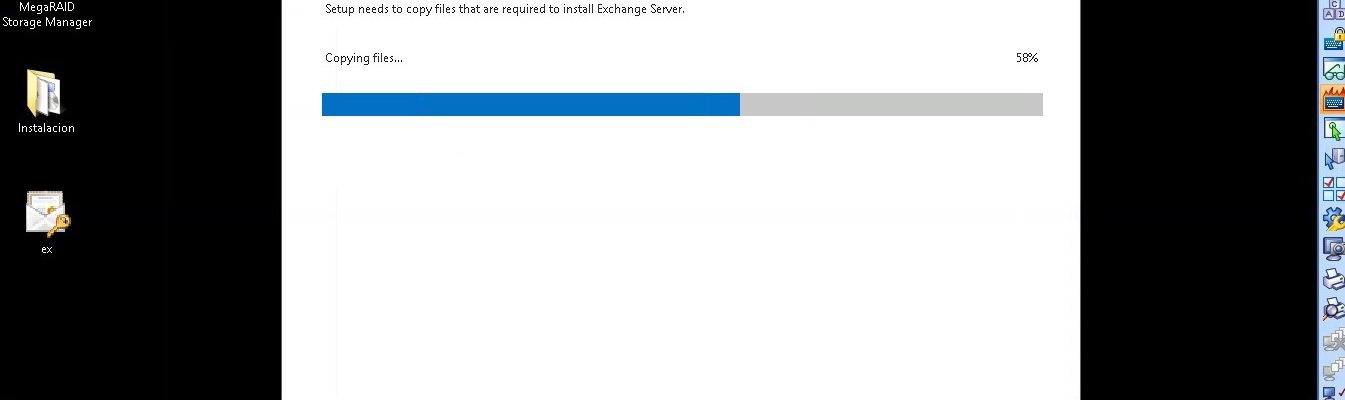 MegaRAID
Storage Manager
Instalacion
ex
Setup needs to copy files that are required to install Exchange Server.
Copying files...
58%